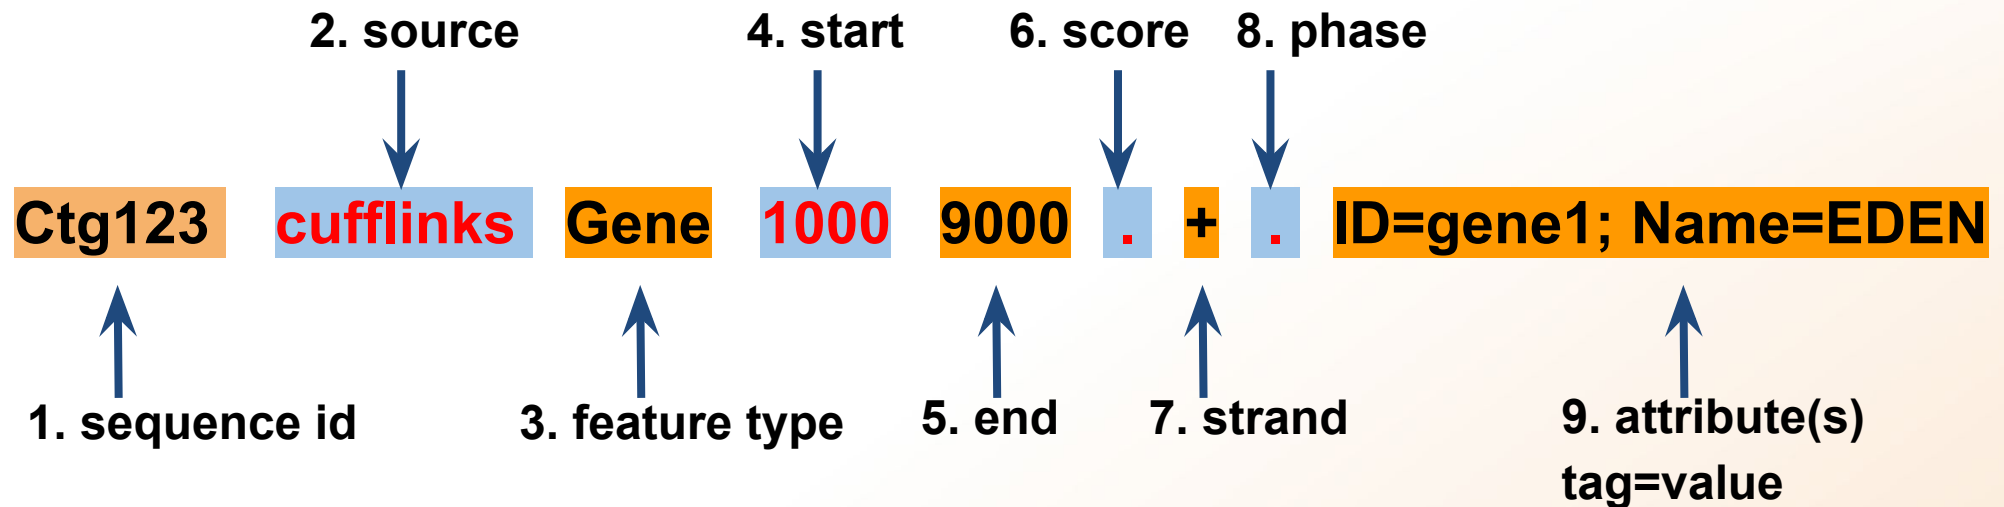 2. source 4. start 6. score 8. phase
Ctg123 cufflinks Gene 1000 9000 . + . ID=gene1; Name=EDEN
1. sequence id 3. feature type 5. end 7. strand 9. attribute(s)
tag=value